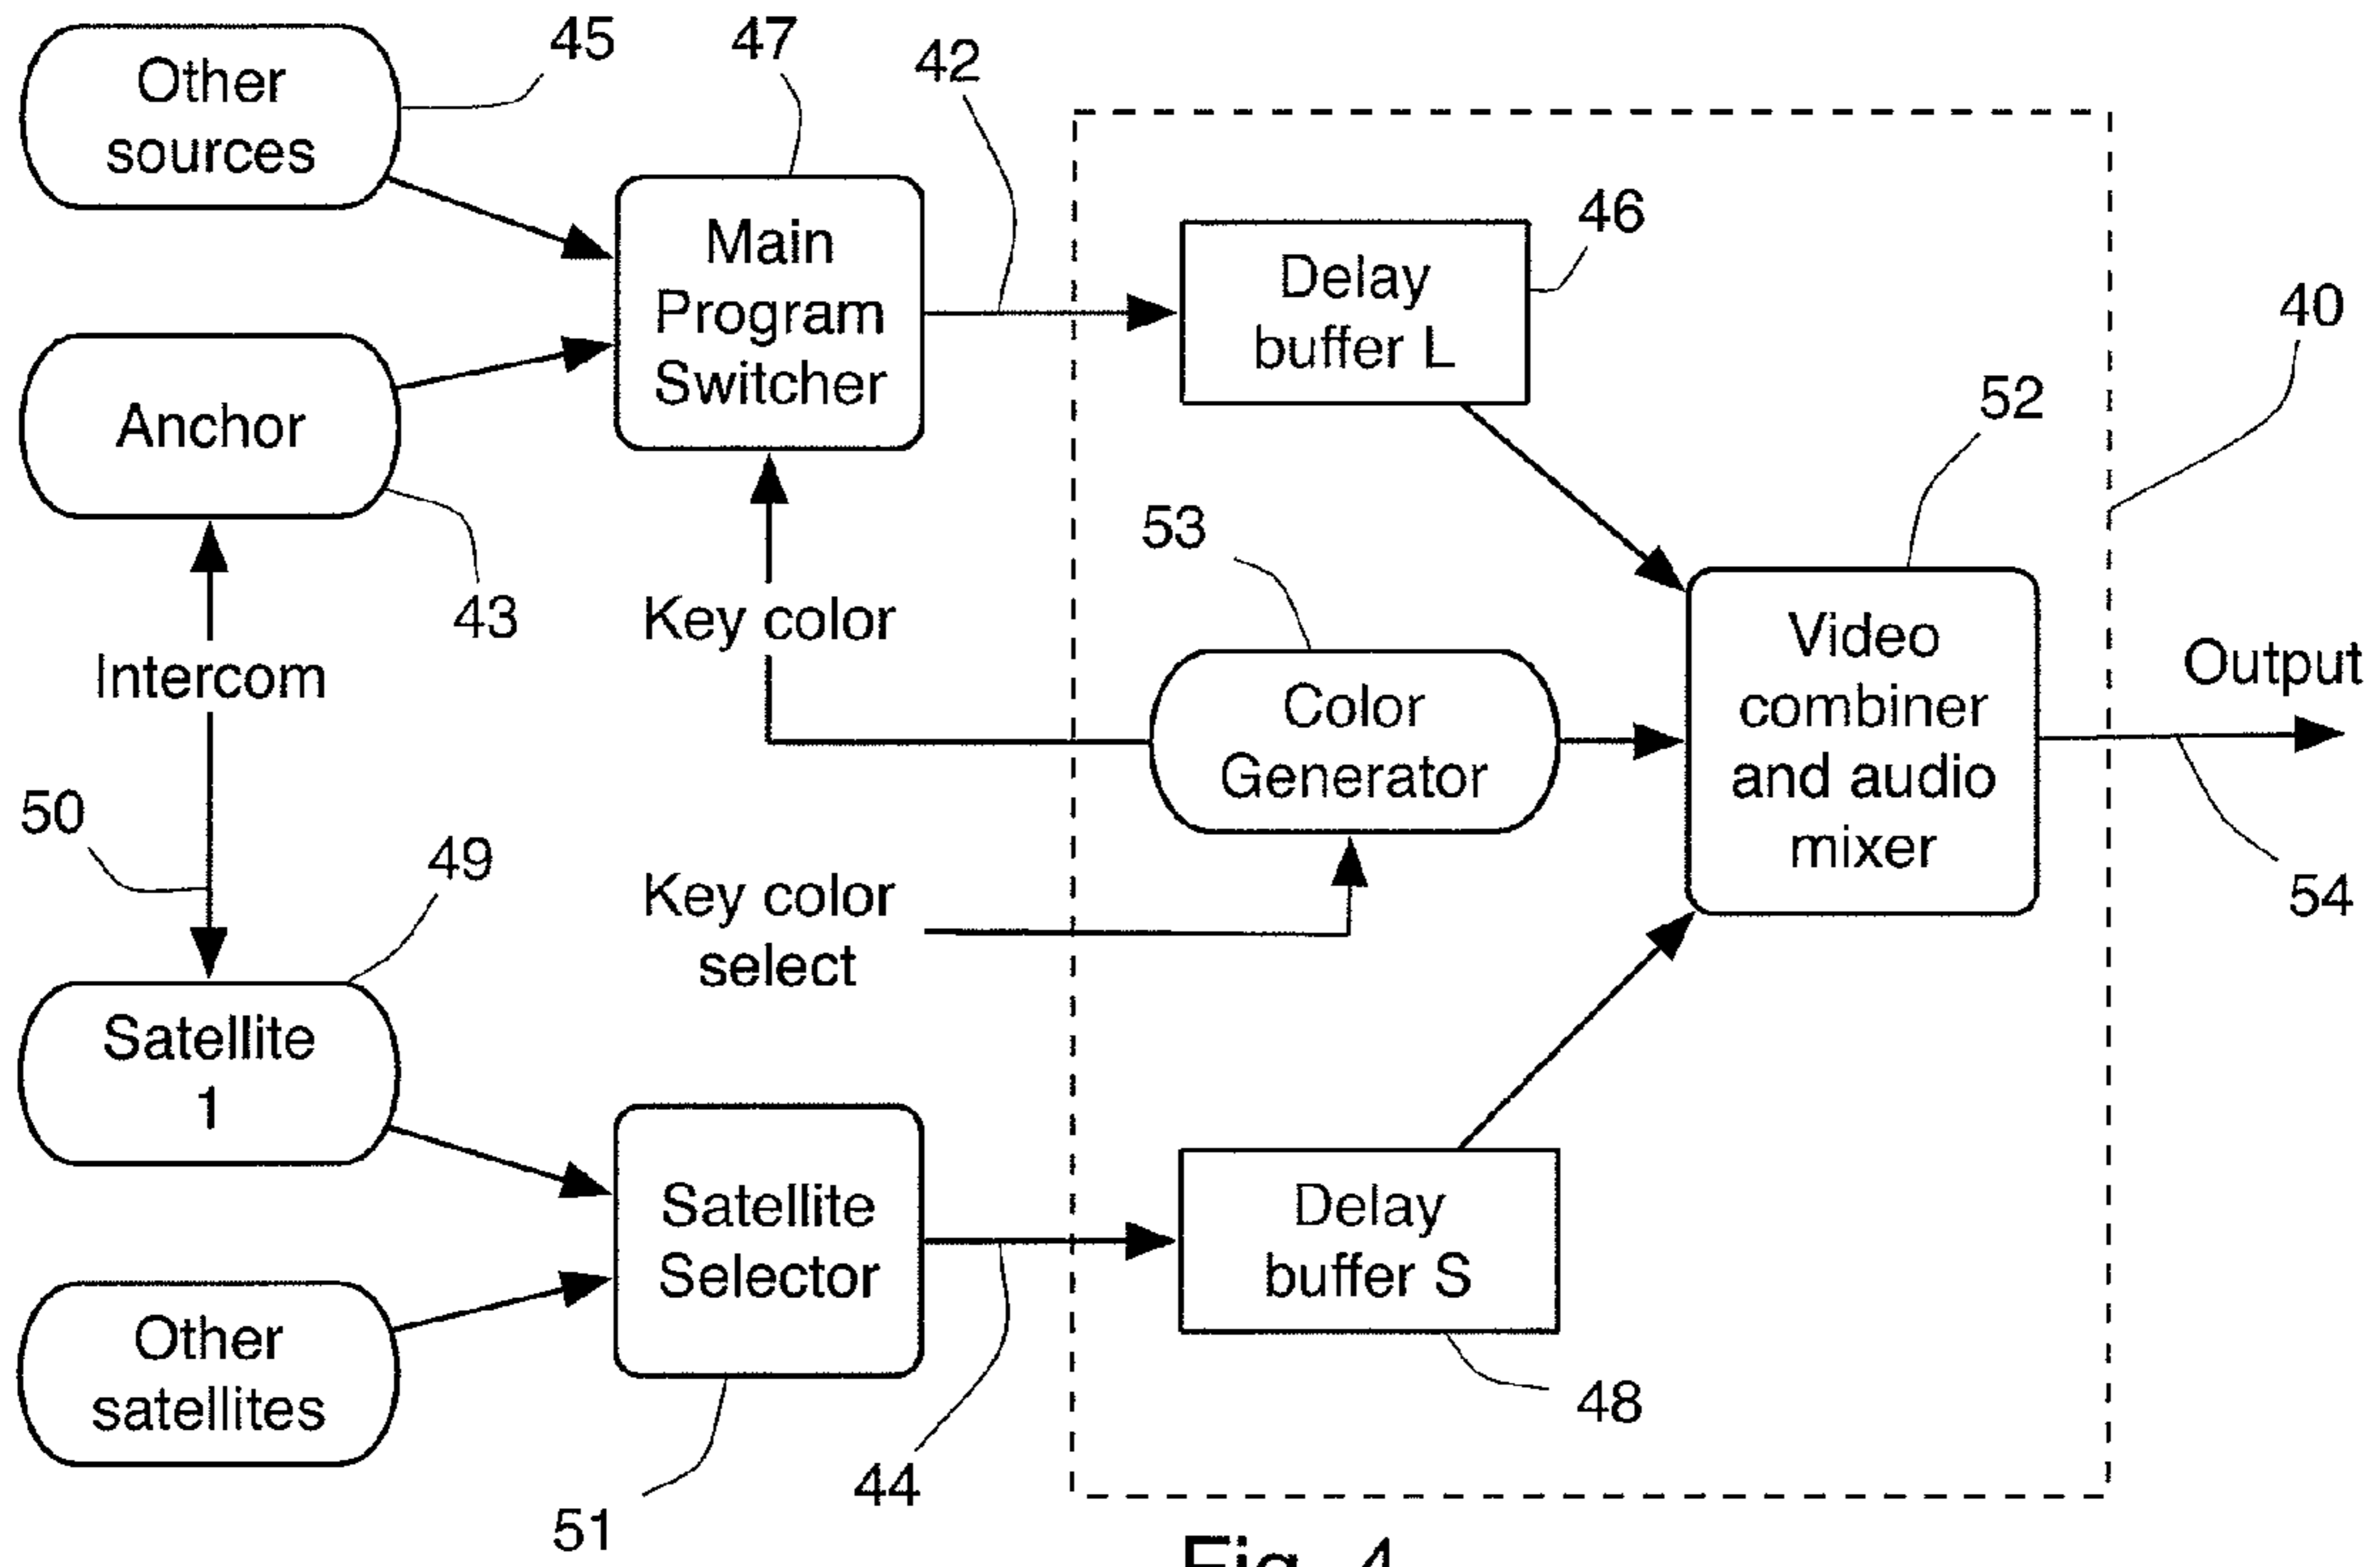 45
47
42
Other
sources
46
Main
Program
Switcher
Delay
buffer L
40
52
Anchor
53
43
Key color
Video
combiner
and audio
mixer
Output
Intercom
Color
Generator
50
49
Key color
select
54
Satellite
1
Satellite
Selector
Delay
buffer S
Other
satellites
48
44
51
Fig. 4